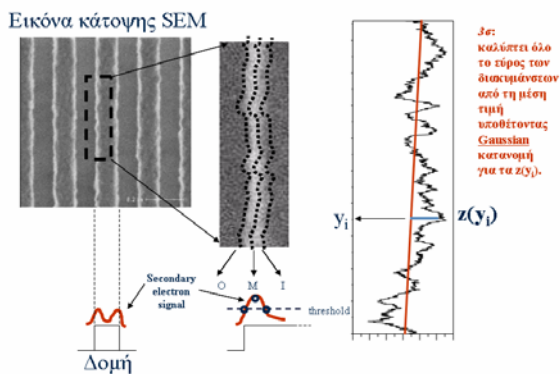 Εικόνα κάτοψης SEM
3σ:
καλύπτει όλο
το εύρος των
διακυμάνσεων
από τη μέση
τιμή
υποθέτοντας
Gaussian
κατανομή
για τα z(yi).
yi
z(yi)
O M I
Secondary
electron
signal
threshold
Δομή